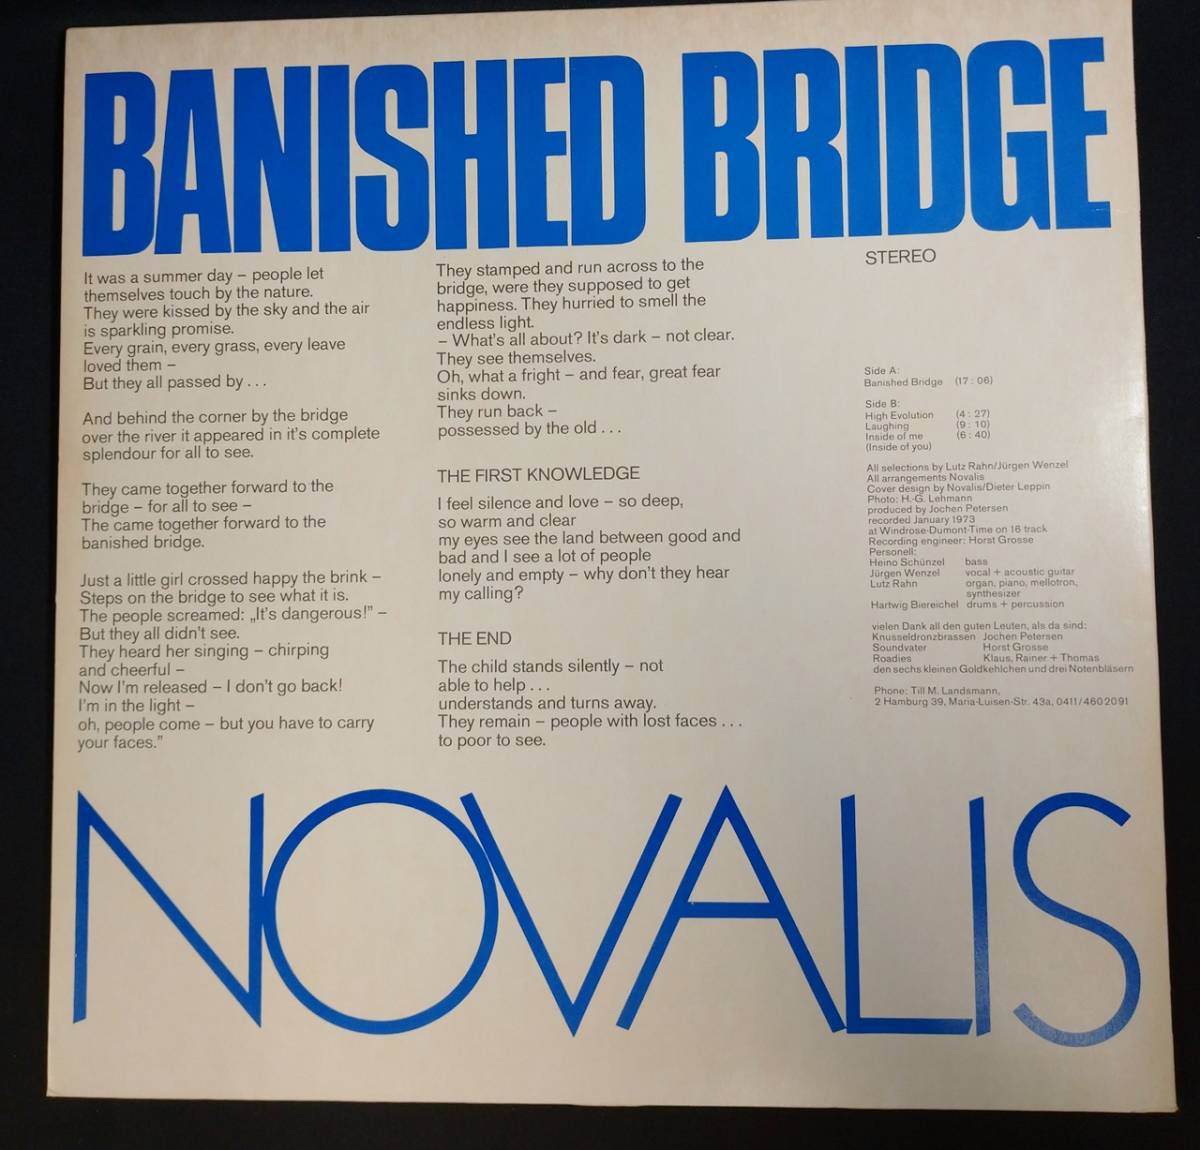 BANISHED BRIDGE
It was a summer day – people let
themselves touch by the nature.
They were kissed by the sky and the air
is sparkling promise.
Every grain, every grass, every leave
loved them –
But they all passed by . . .
And behind the corner by the bridge
over the river it appeared in it's complete
splendour for all to see.
They came together forward to the
bridge – for all to see –
The came together forward to the
banished bridge.
Just a little girl crossed happy the brink –
Steps on the bridge to see what it is.
The people screamed: „It's dangerous!” –
But they all didn't see.
They heard her singing – chirping
and cheerful –
Now I'm released – I don't go back!
I'm in the light –
oh, people come – but you have to carry
your faces.”
They stamped and run across to the
bridge, were they supposed to get
happiness. They hurried to smell the
endless light.
– What's all about? It's dark – not clear.
They see themselves.
Oh, what a fright – and fear, great fear
sinks down.
They run back –
possessed by the old . . .
THE FIRST KNOWLEDGE
I feel silence and love – so deep,
so warm and clear
my eyes see the land between good and
bad and I see a lot of people
lonely and empty – why don't they hear
my calling?
THE END
The child stands silently – not
able to help . . .
understands and turns away.
They remain – people with lost faces . . .
to poor to see.
STEREO
Side A:
Banished Bridge (17 : 06)
Side B:
High Evolution (4 : 27)
Laughing (9 : 10)
Inside of me (6 : 40)
(Inside of you)
All selections by Lutz Rahn/Jürgen Wenzel
All arrangements Novalis
Cover design by Novalis/Dieter Leppin
Photo: H.-G. Lehmann
produced by Jochen Petersen
recorded January 1973
at Windrose-Dumont-Time on 16 track
Recording engineer: Horst Grosse
Personell:
Heino Schünzel bass
Jürgen Wenzel vocal + acoustic guitar
Lutz Rahn organ, piano, mellotron,
synthesizer
Hartwig Biereichel drums + percussion
vielen Dank all den guten Leuten, als da sind:
Knusseldronzbrassen Jochen Petersen
Soundvater Horst Grosse
Roadies Klaus, Rainer + Thomas
den sechs kleinen Goldkehlchen und drei Notenbläsern
Phone: Till M. Landsmann,
2 Hamburg 39, Maria-Luisen-Str. 43a, 0411/4602091
NOVALIS